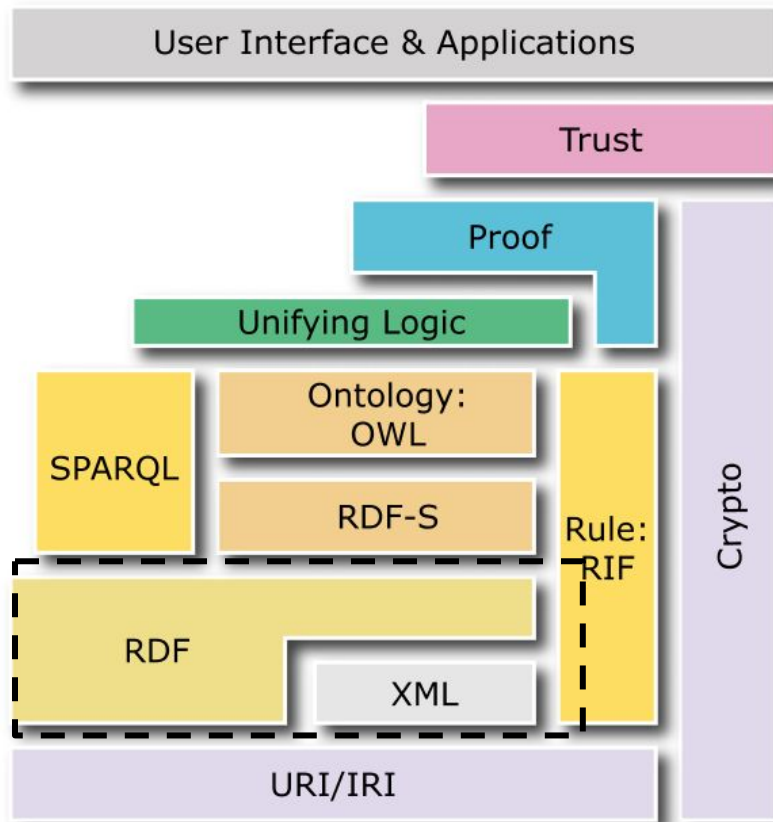 User Interface & Applications
Trust
Proof
Unifying Logic
Ontology:
OWL
SPARQL
RDF-S
Rule:
RIF
Crypto
RDF
XML
URI/IRI